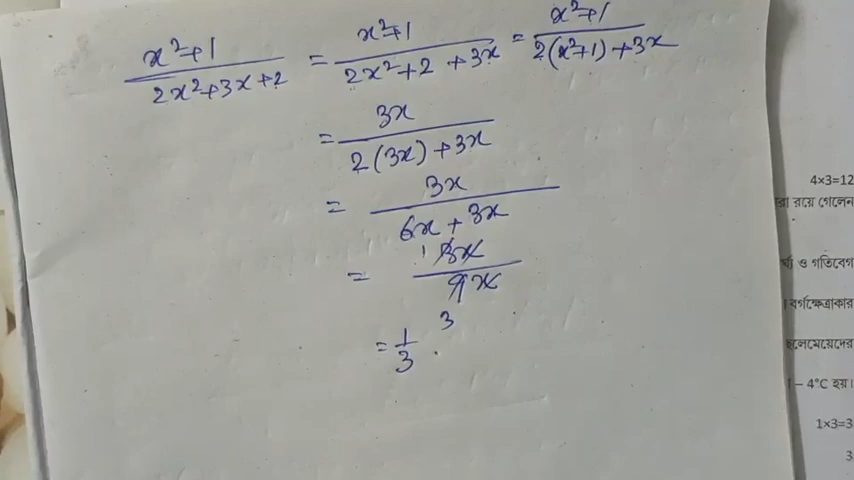 x²+1 / 2x²+3x+2 = x²+1 / 2x²+2+3x = x²+1 / 2(x²+1)+3x
= 3x / 2(3x)+3x
= 3x / 6x+3x
= 1 3x / 9x 3
= 1/3 .
4×3=12
রা রয়ে গেলেন
ও গতিবেগ
বর্গক্ষেত্রাকার
ছেলেমেয়েদের
– 4°C হয়।
1×3=3
3